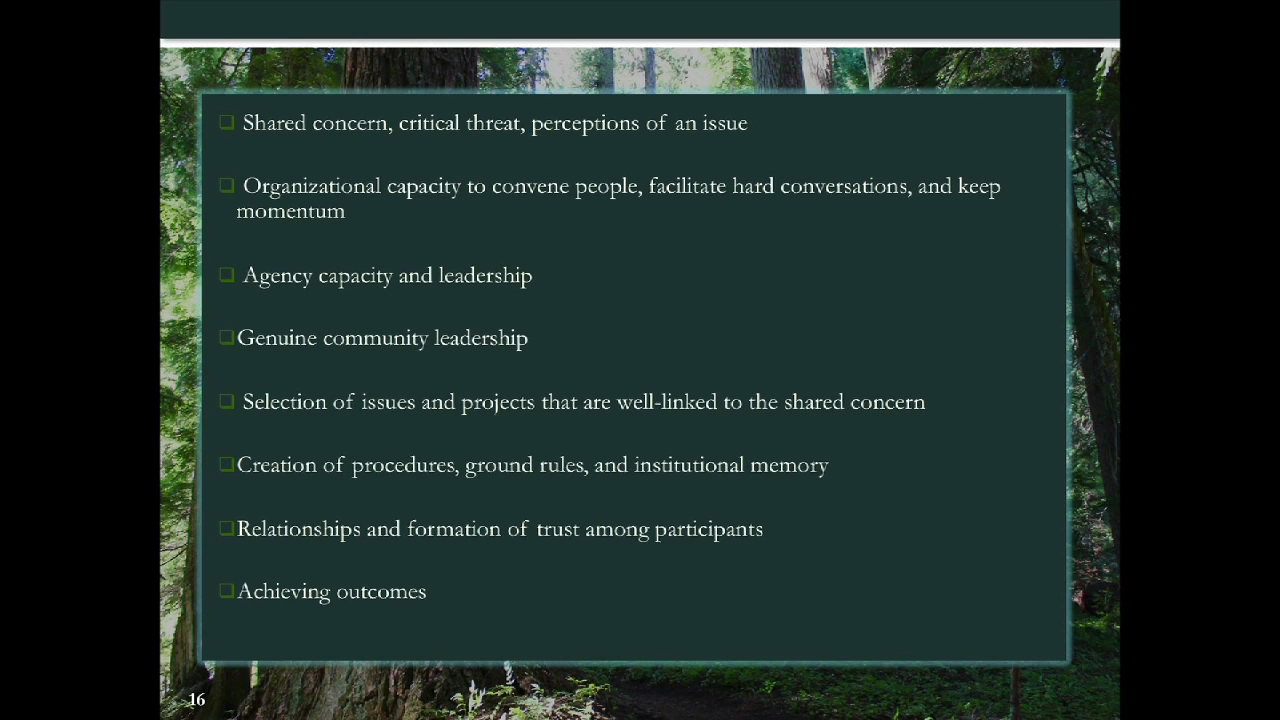 ❑ Shared concern, critical threat, perceptions of an issue
❑ Organizational capacity to convene people, facilitate hard conversations, and keep
momentum
❑ Agency capacity and leadership
❑Genuine community leadership
❑ Selection of issues and projects that are well-linked to the shared concern
❑Creation of procedures, ground rules, and institutional memory
❑Relationships and formation of trust among participants
❑Achieving outcomes
16